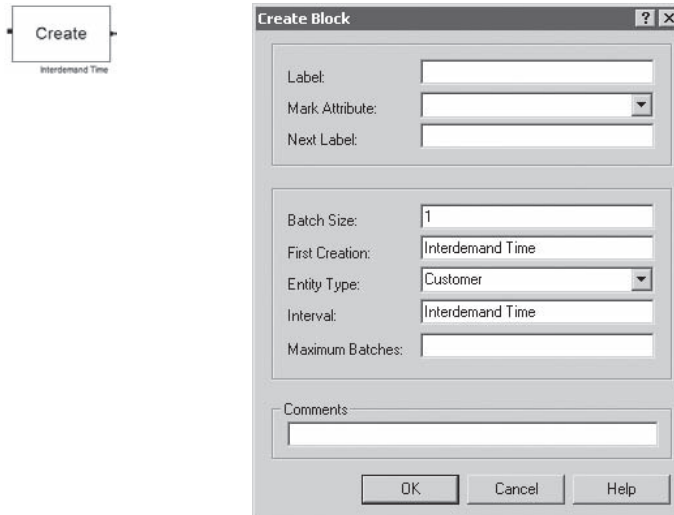 Create
Interdemand Time
Create Block
Label:
Mark Attribute:
Next Label:
Batch Size: 1
First Creation: Interdemand Time
Entity Type: Customer
Interval: Interdemand Time
Maximum Batches:
Comments
OK Cancel Help